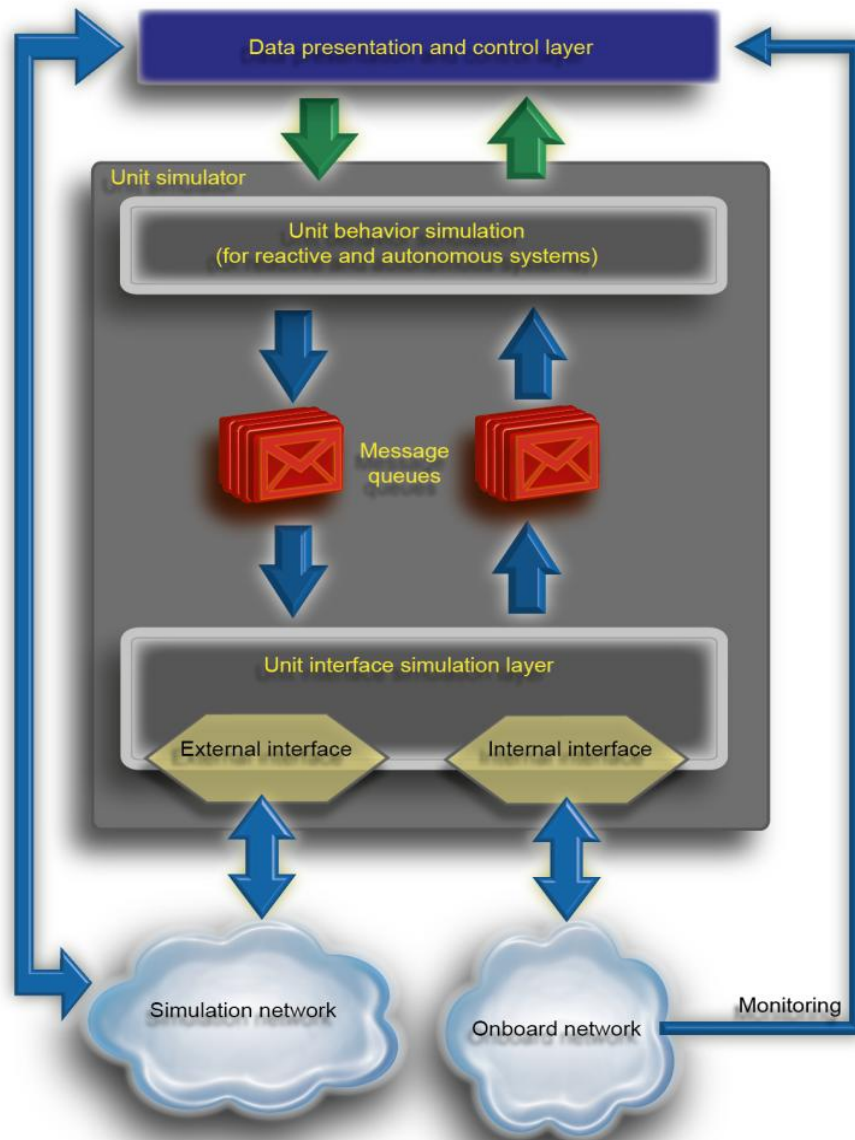 Data presentation and control layer
Unit simulator
Unit behavior simulation
(for reactive and autonomous systems)
Message
queues
Unit interface simulation layer
External interface
Internal interface
Simulation network
Onboard network
Monitoring